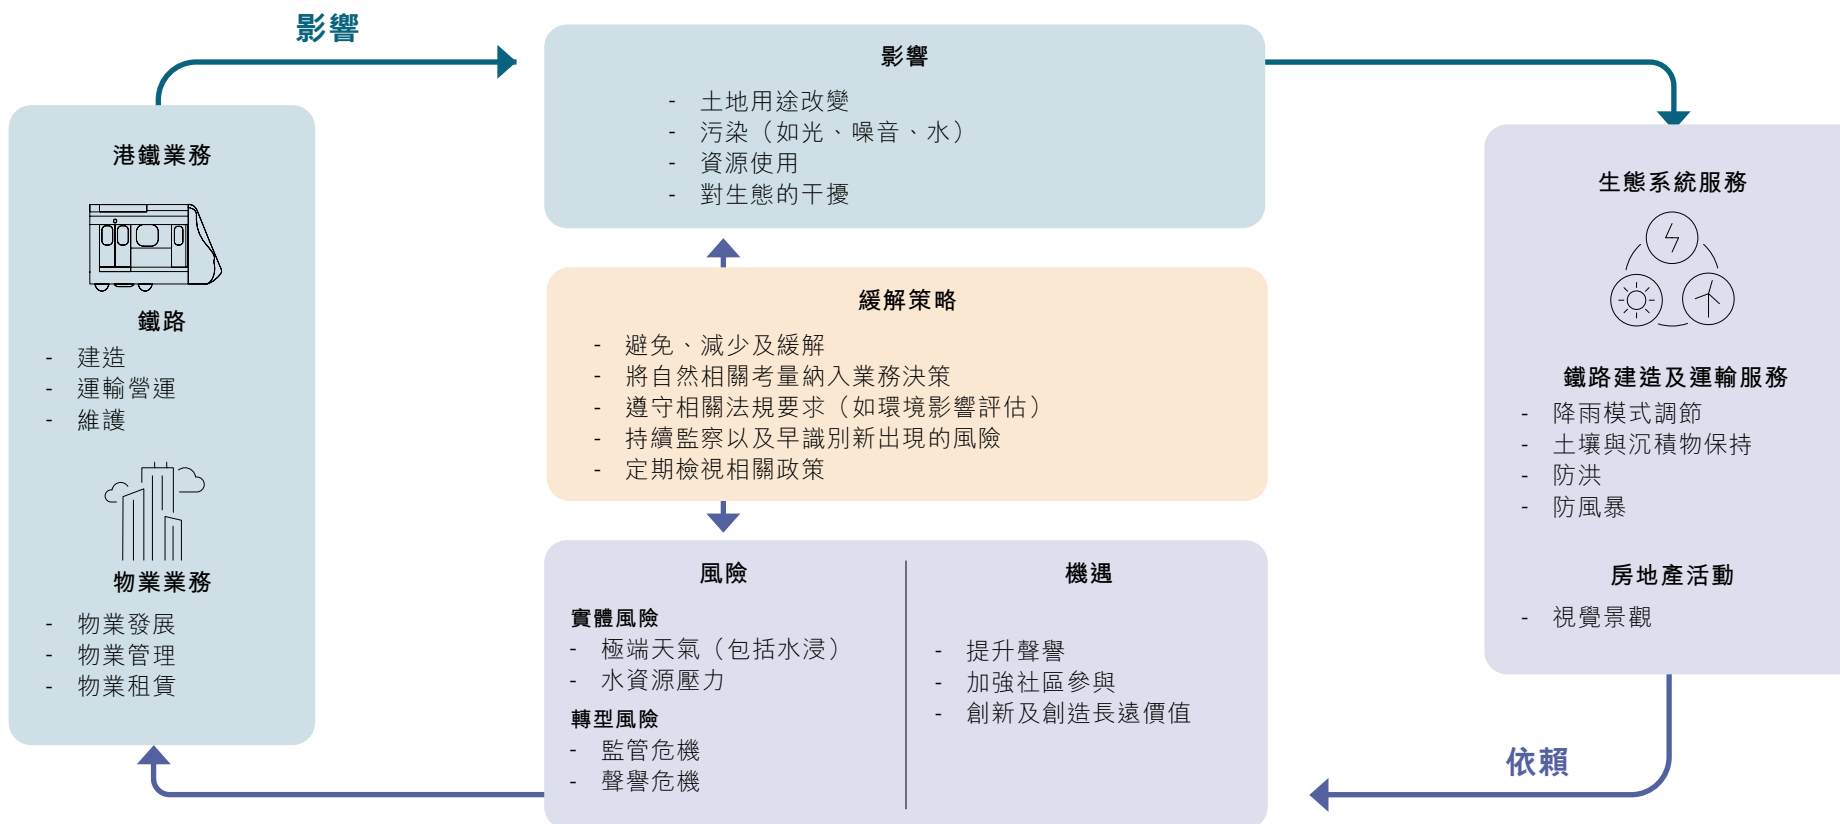 影響
港鐵業務
鐵路
- 建造
- 運輸營運
- 維護
物業業務
- 物業發展
- 物業管理
- 物業租賃
影響
- 土地用途改變
- 污染（如光、噪音、水）
- 資源使用
- 對生態的干擾
緩解策略
- 避免、減少及緩解
- 將自然相關考量納入業務決策
- 遵守相關法規要求（如環境影響評估）
- 持續監察以及早識別新出現的風險
- 定期檢視相關政策
風險
實體風險
- 極端天氣（包括水浸）
- 水資源壓力
轉型風險
- 監管危機
- 聲譽危機
機遇
- 提升聲譽
- 加強社區參與
- 創新及創造長遠價值
生態系統服務
鐵路建造及運輸服務
- 降雨模式調節
- 土壤與沉積物保持
- 防洪
- 防風暴
房地產活動
- 視覺景觀
依賴